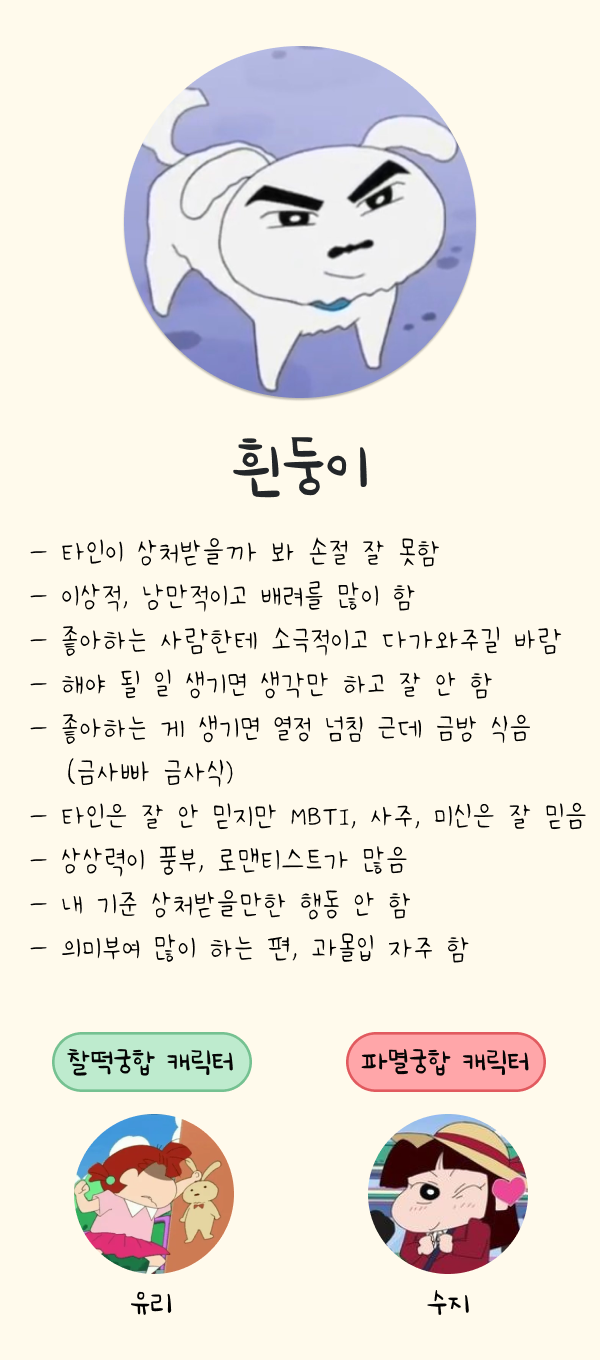 흰둥이
- 타인이 상처받을까 봐 손절 잘 못함
- 이상적, 낭만적이고 배려를 많이 함
- 좋아하는 사람한테 소극적이고 다가와주길 바람
- 해야 될 일 생기면 생각만 하고 잘 안 함
- 좋아하는 게 생기면 열정 넘침 근데 금방 식음
(금사빠 금사식)
- 타인은 잘 안 믿지만 MBTI, 사주, 미신은 잘 믿음
- 상상력이 풍부, 로맨티스트가 많음
- 내 기준 상처받을만한 행동 안 함
- 의미부여 많이 하는 편, 과몰입 자주 함
찰떡궁합 캐릭터
파멸궁합 캐릭터
유리
수지